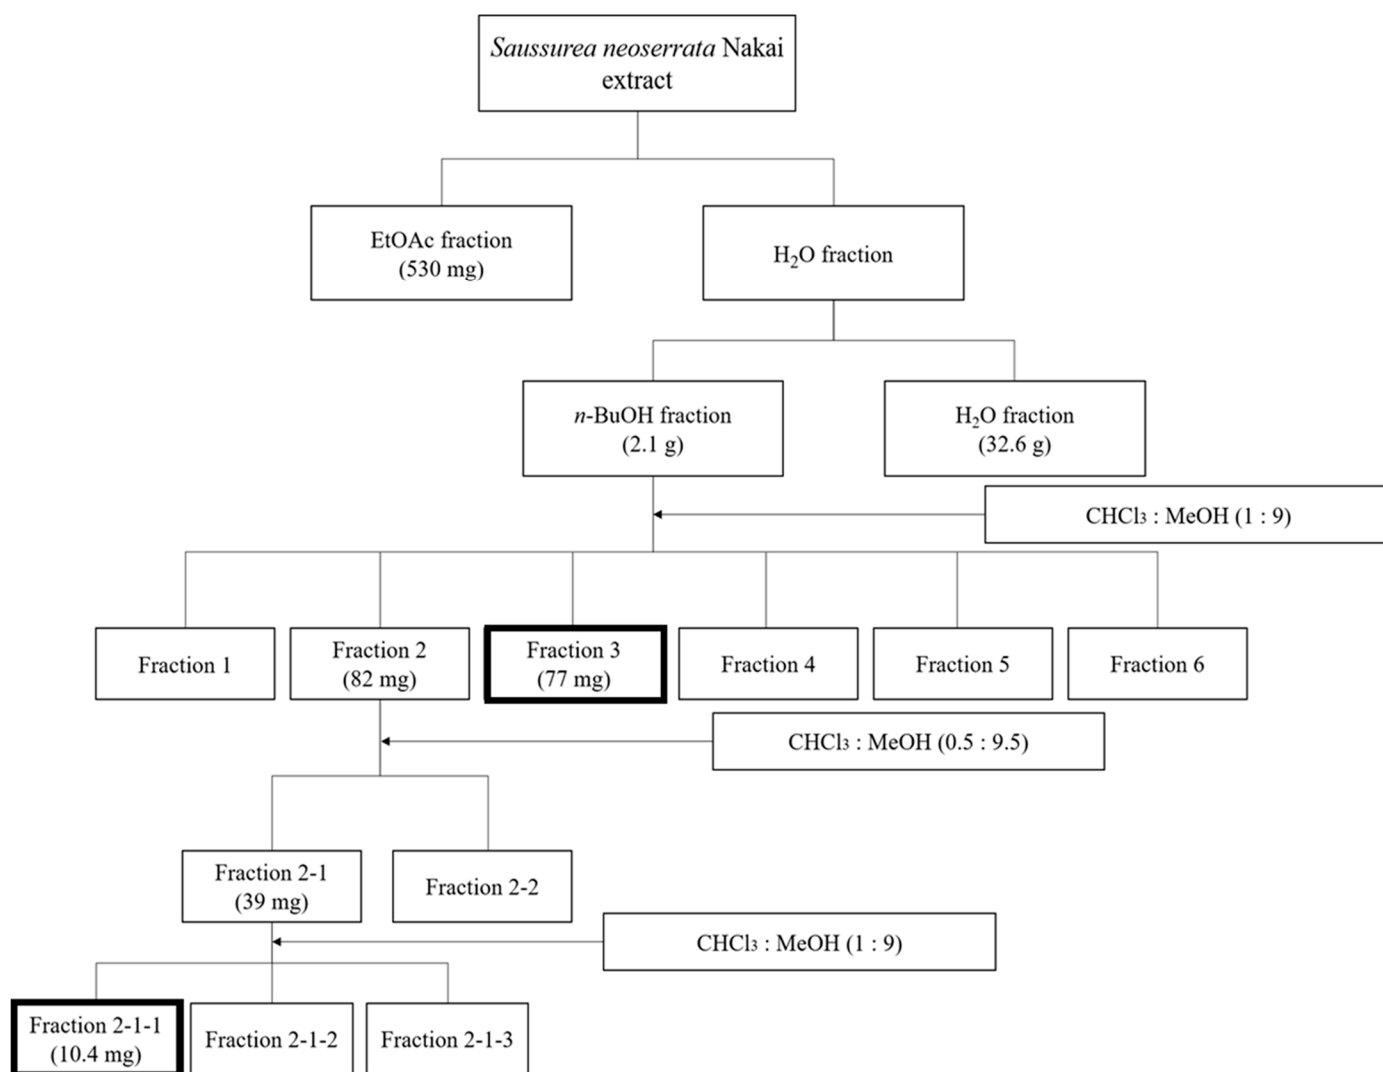 Saussurea neoserrata Nakai
extract
EtOAc fraction
(530 mg)
H₂O fraction
n-BuOH fraction
(2.1 g)
H₂O fraction
(32.6 g)
CHCl₃ : MeOH (1 : 9)
Fraction 1
Fraction 2
(82 mg)
Fraction 3
(77 mg)
Fraction 4
Fraction 5
Fraction 6
CHCl₃ : MeOH (0.5 : 9.5)
Fraction 2-1
(39 mg)
Fraction 2-2
CHCl₃ : MeOH (1 : 9)
Fraction 2-1-1
(10.4 mg)
Fraction 2-1-2
Fraction 2-1-3